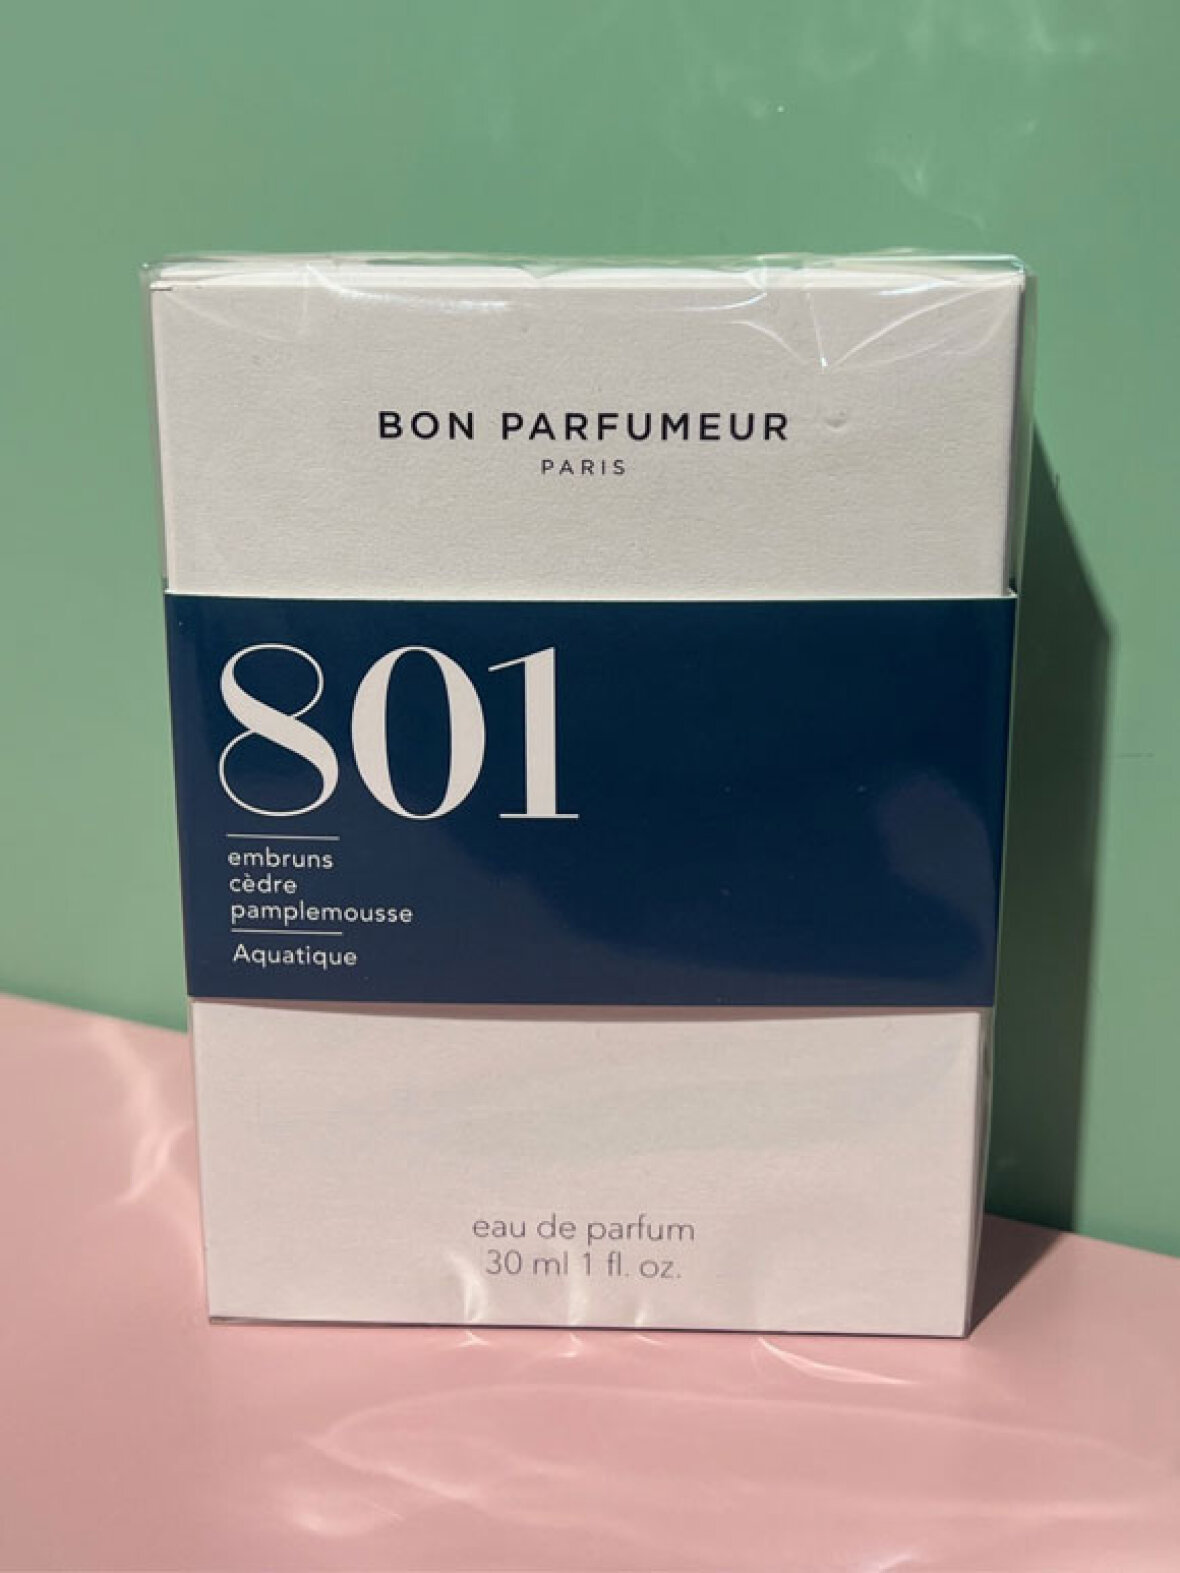 BON PARFUMEUR
PARIS
801
embruns
cèdre
pamplemousse
Aquatique
eau de parfum
30 ml 1 fl. oz.